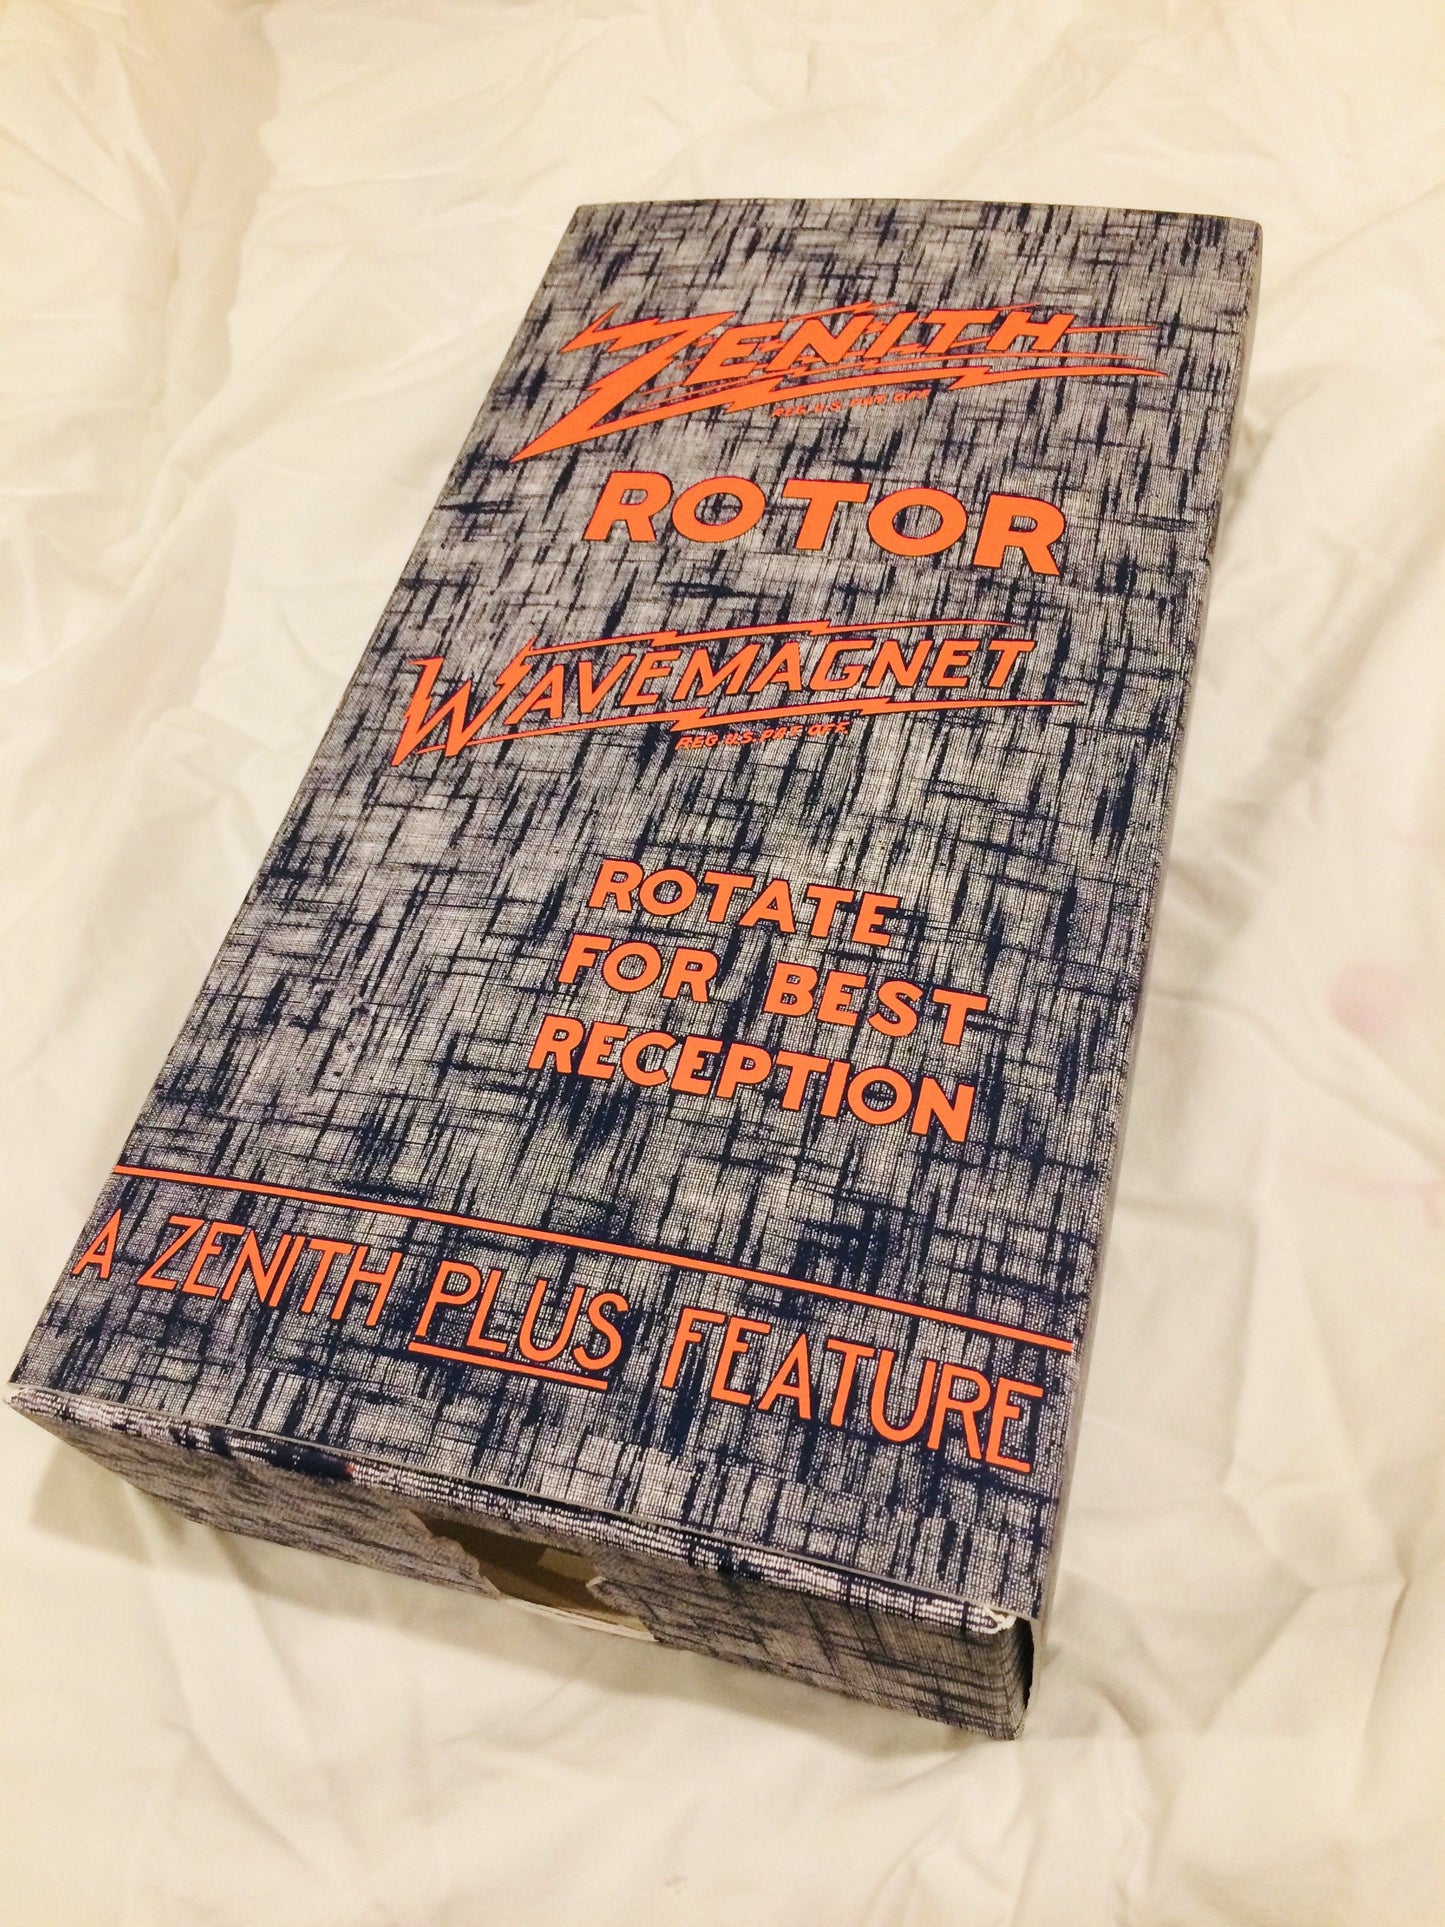 ZENITH
REG. U.S. PAT. OFF.
ROTOR
WAVEMAGNET
REG. U.S. PAT. OFF.
ROTATE
FOR BEST
RECEPTION
A ZENITH PLUS FEATURE